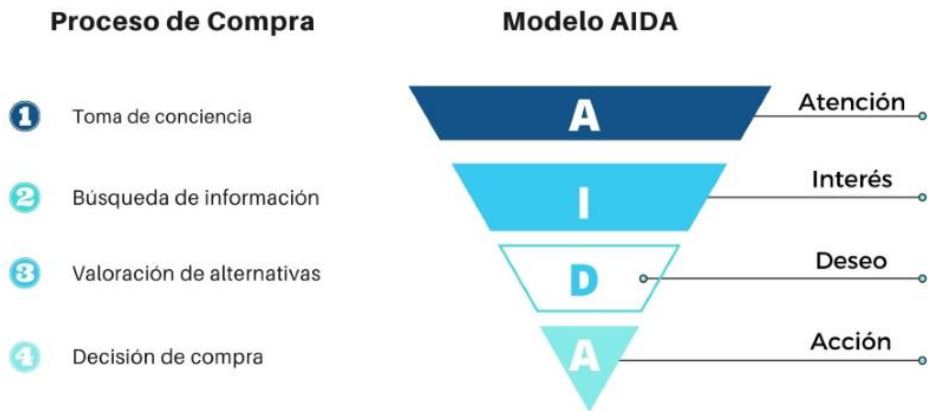 Proceso de Compra
Modelo AIDA
1 Toma de conciencia
A
Atención
2 Búsqueda de información
I
Interés
3 Valoración de alternativas
D
Deseo
4 Decisión de compra
A
Acción